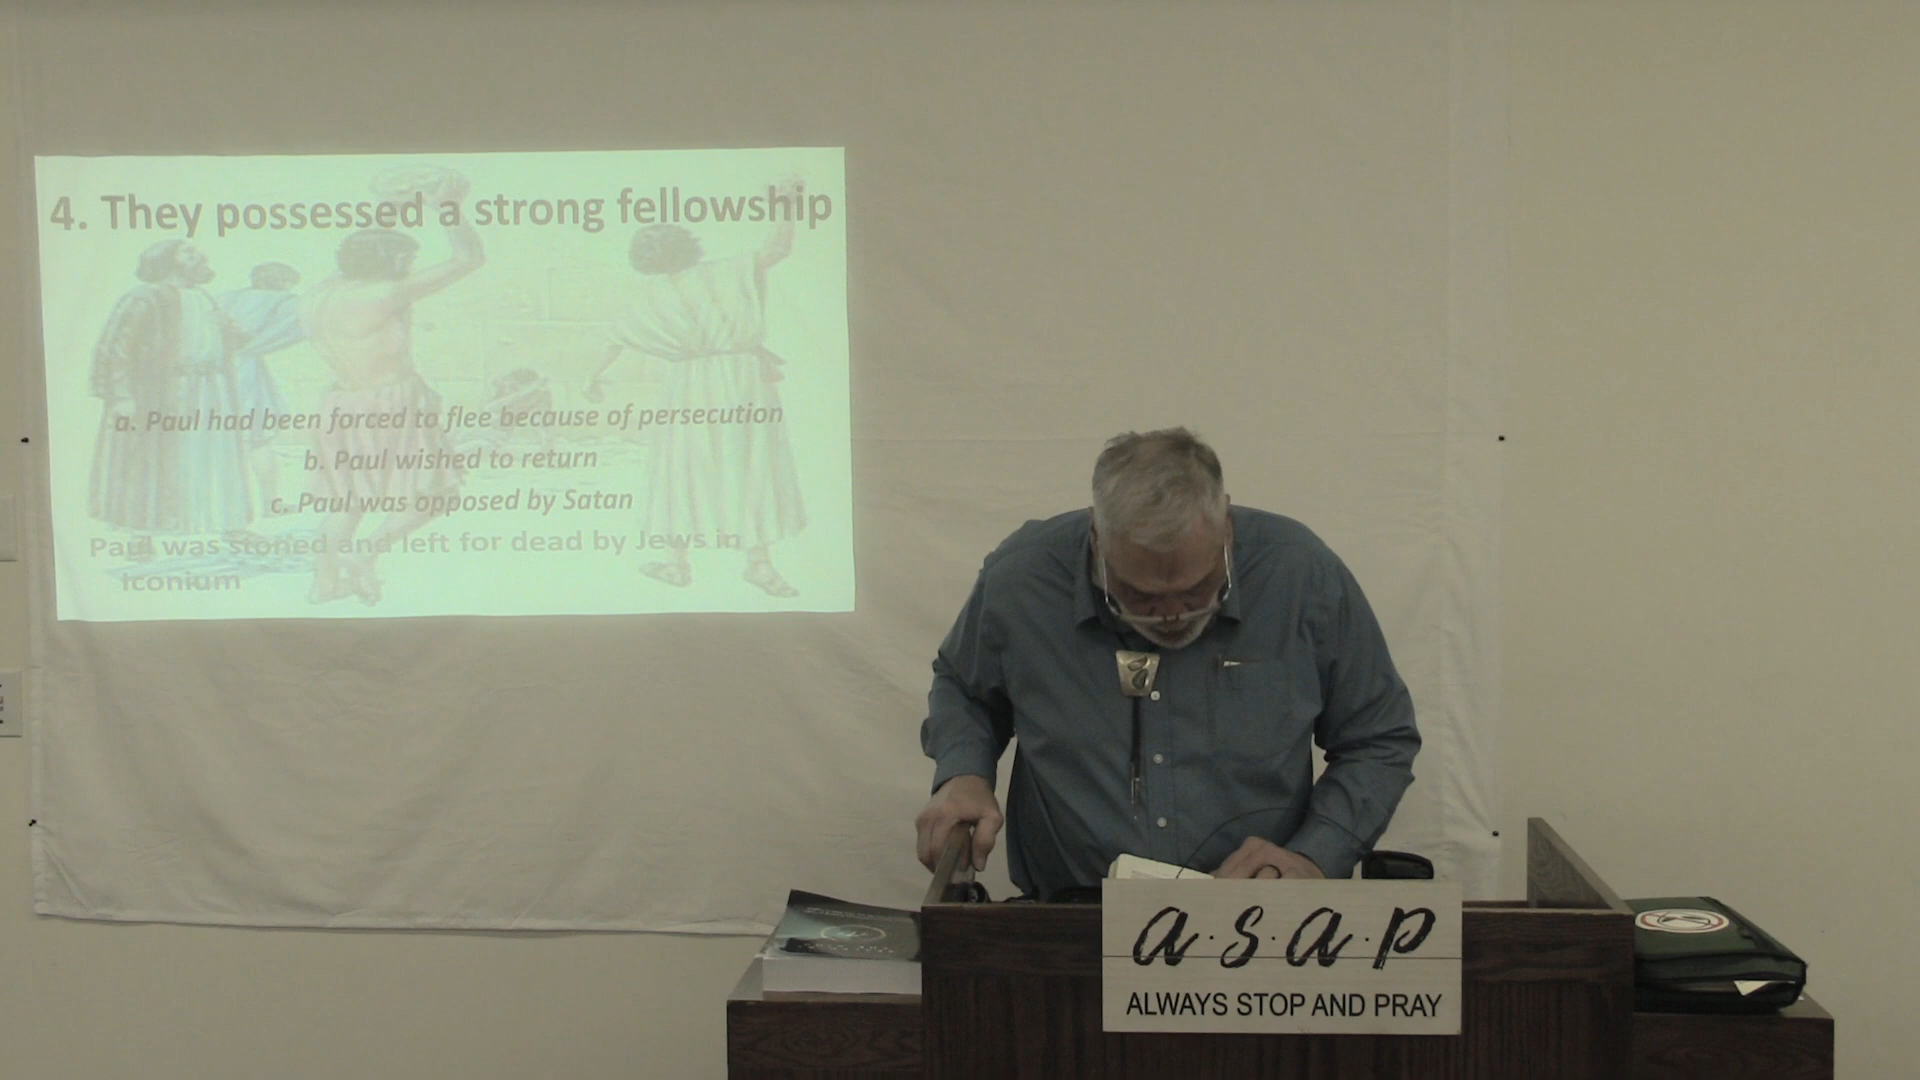 4. They possessed a strong fellowship
a. Paul had been forced to flee because of persecution
b. Paul wished to return
c. Paul was opposed by Satan
Paul was stoned and left for dead by Jews in
Iconium
a.s.a.p
ALWAYS STOP AND PRAY